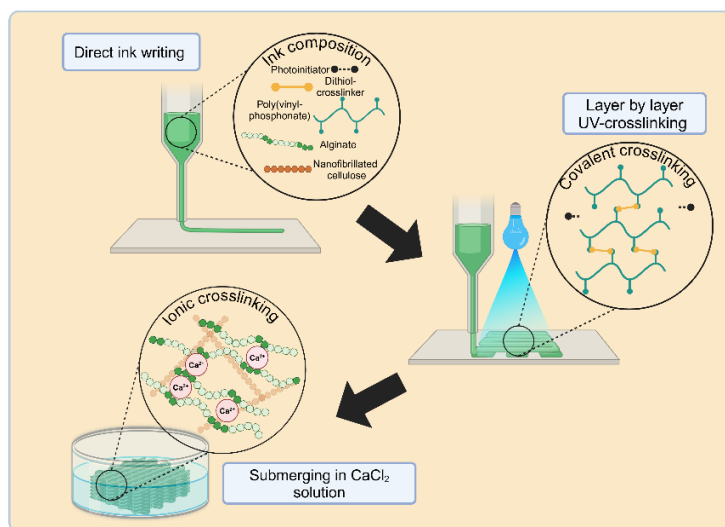 Direct ink writing
Ink composition
Photoinitiator
Dithiol-
crosslinker
Poly(vinyl-
phosphonate)
Alginate
Nanofibrillated
cellulose
Layer by layer
UV-crosslinking
Covalent crosslinking
Ionic crosslinking
Ca²⁺
Ca²⁺
Ca²⁺
Ca²⁺
Submerging in CaCl₂
solution